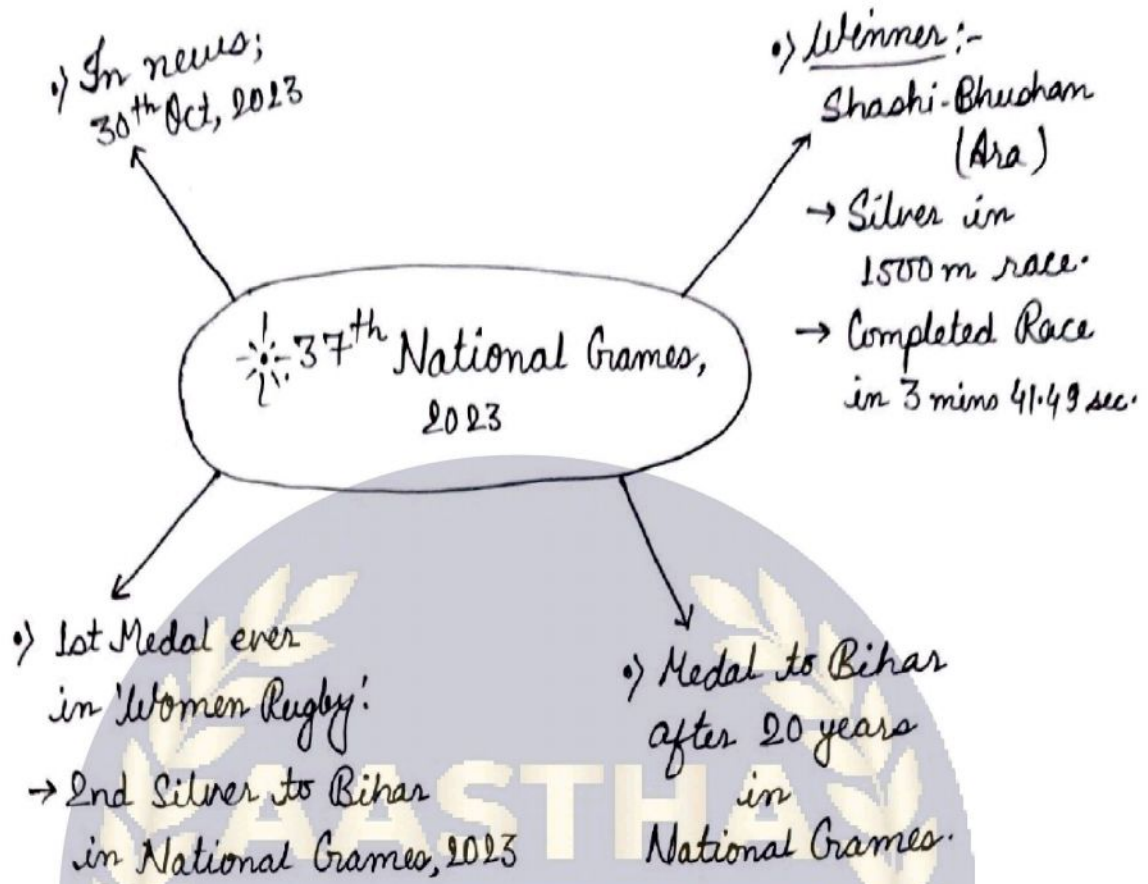 •) In news;
30th Oct, 2023
•) Winner :-
Shashi-Bhushan
(Ara)
→ Silver in
1500 m race.
→ Completed Race
in 3 mins 41.49 sec.
37th National Games,
2023
•) 1st Medal ever
in 'Women Rugby'.
→ 2nd Silver to Bihar
in National Games, 2023
•) Medal to Bihar
after 20 years
in
National Games.
AASTHA